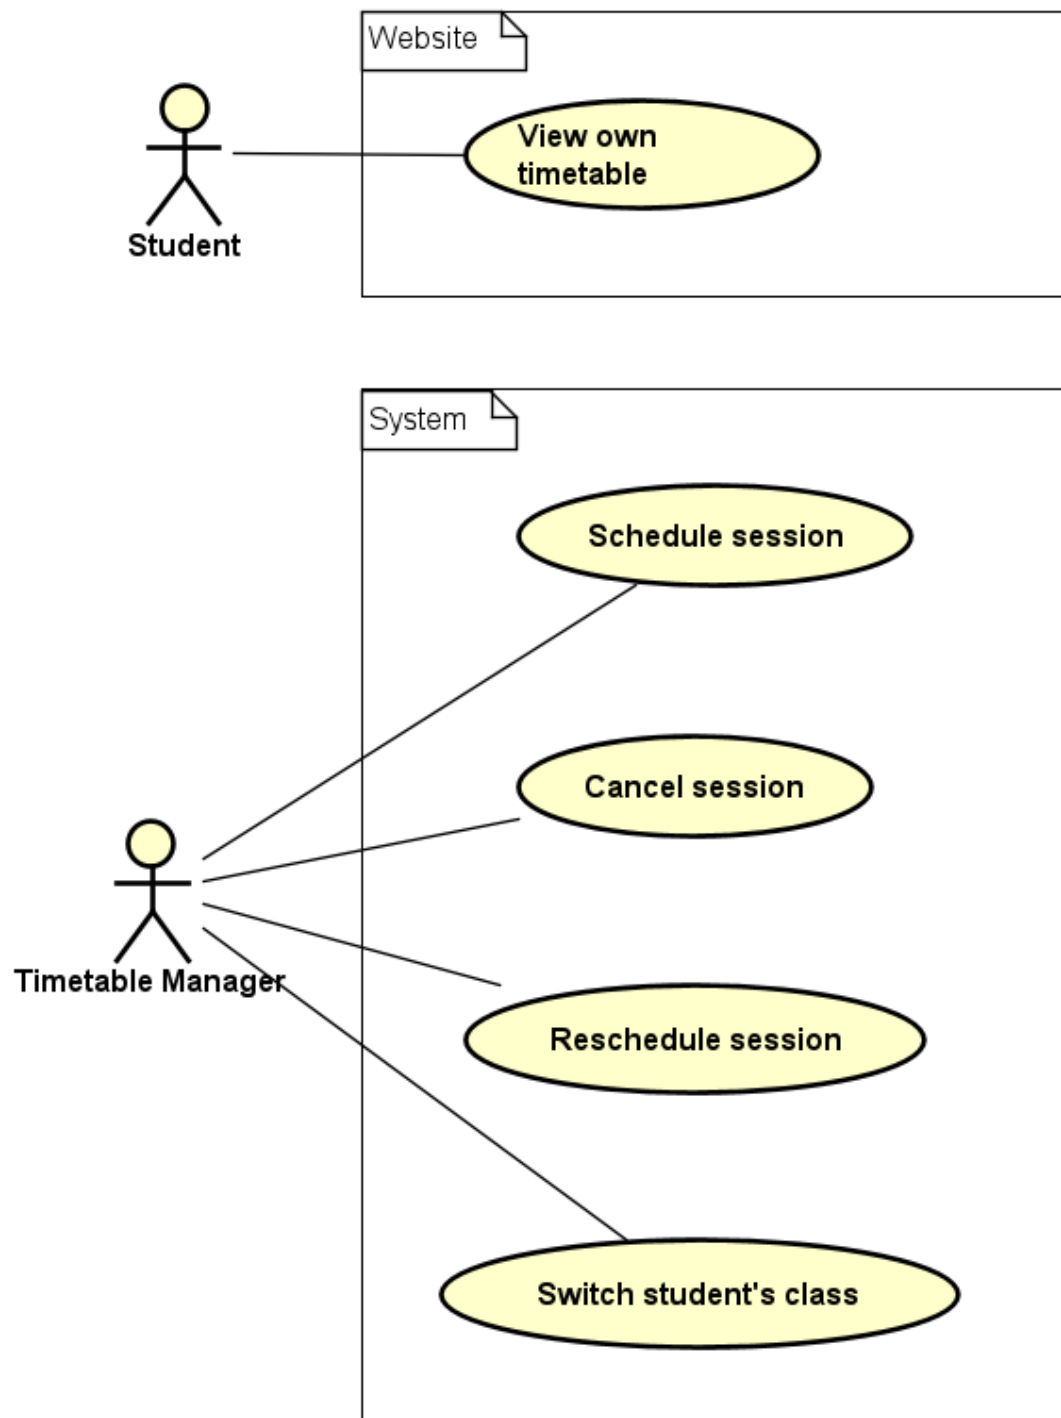 Website
View own
timetable
Student
System
Schedule session
Cancel session
Timetable Manager
Reschedule session
Switch student's class